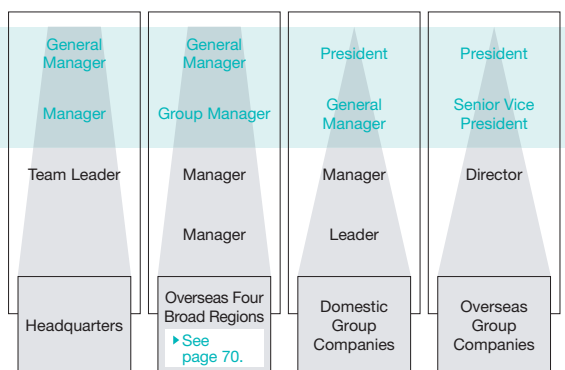 General
Manager
General
Manager
President
President
Manager
Group Manager
General
Manager
Senior Vice
President
Team Leader
Manager
Manager
Director
Manager
Leader
Headquarters
Overseas Four
Broad Regions
▶See
page 70.
Domestic
Group
Companies
Overseas
Group
Companies